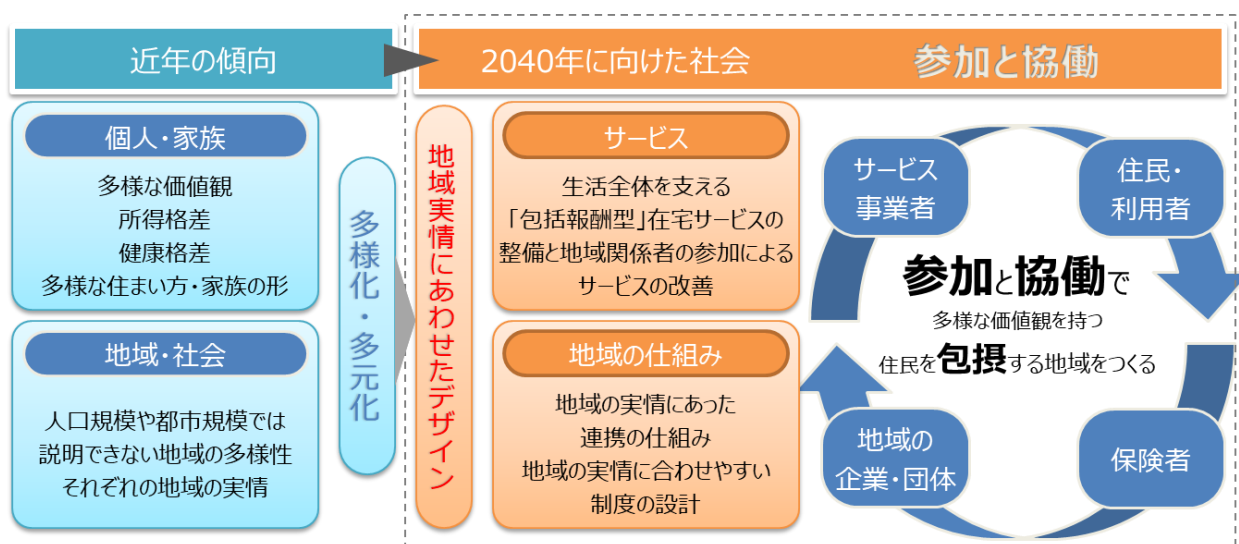 近年の傾向
2040年に向けた社会
参加と協働
個人・家族
多様な価値観
所得格差
健康格差
多様な住まい方・家族の形
地域・社会
人口規模や都市規模では
説明できない地域の多様性
それぞれの地域の実情
多様化・多元化
地域実情にあわせたデザイン
サービス
生活全体を支える
「包括報酬型」在宅サービスの
整備と地域関係者の参加による
サービスの改善
地域の仕組み
地域の実情にあった
連携の仕組み
地域の実情に合わせやすい
制度の設計
サービス
事業者
住民・
利用者
参加と協働で
多様な価値観を持つ
住民を包摂する地域をつくる
地域の
企業・団体
保険者